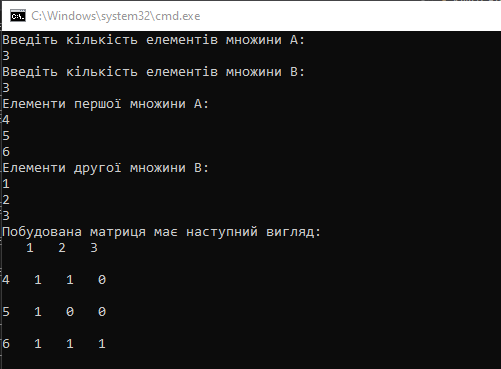 C:\Windows\system32\cmd.exe
Введіть кількість елементів множини A:
3
Введіть кількість елементів множини B:
3
Елементи першої множини A:
4
5
6
Елементи другої множини B:
1
2
3
Побудована матриця має наступний вигляд:
1 2 3
4 1 1 0
5 1 0 0
6 1 1 1